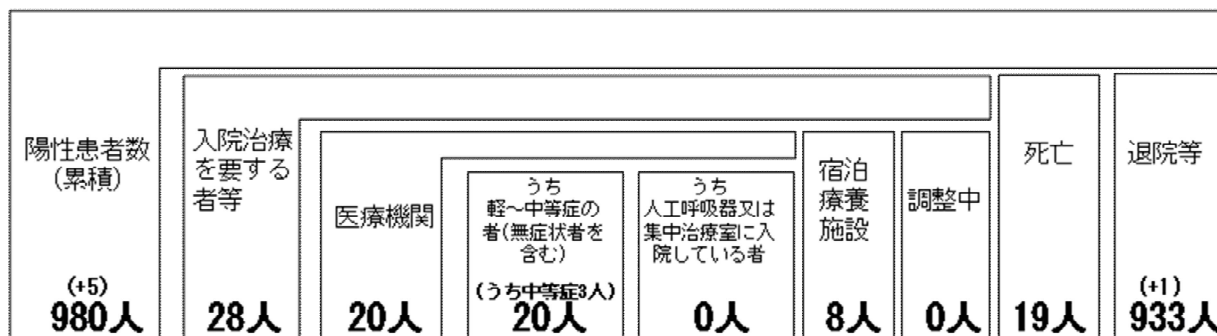 陽性患者数
(累積)
(+5)
980人
入院治療
を要する
者等
28人
医療機関
20人
うち
軽～中等症の
者(無症状者を
含む)
(うち中等症3人)
20人
うち
人工呼吸器又は
集中治療室に入
院している者
0人
宿泊
療養
施設
8人
調整中
0人
死亡
19人
退院等
(+1)
933人